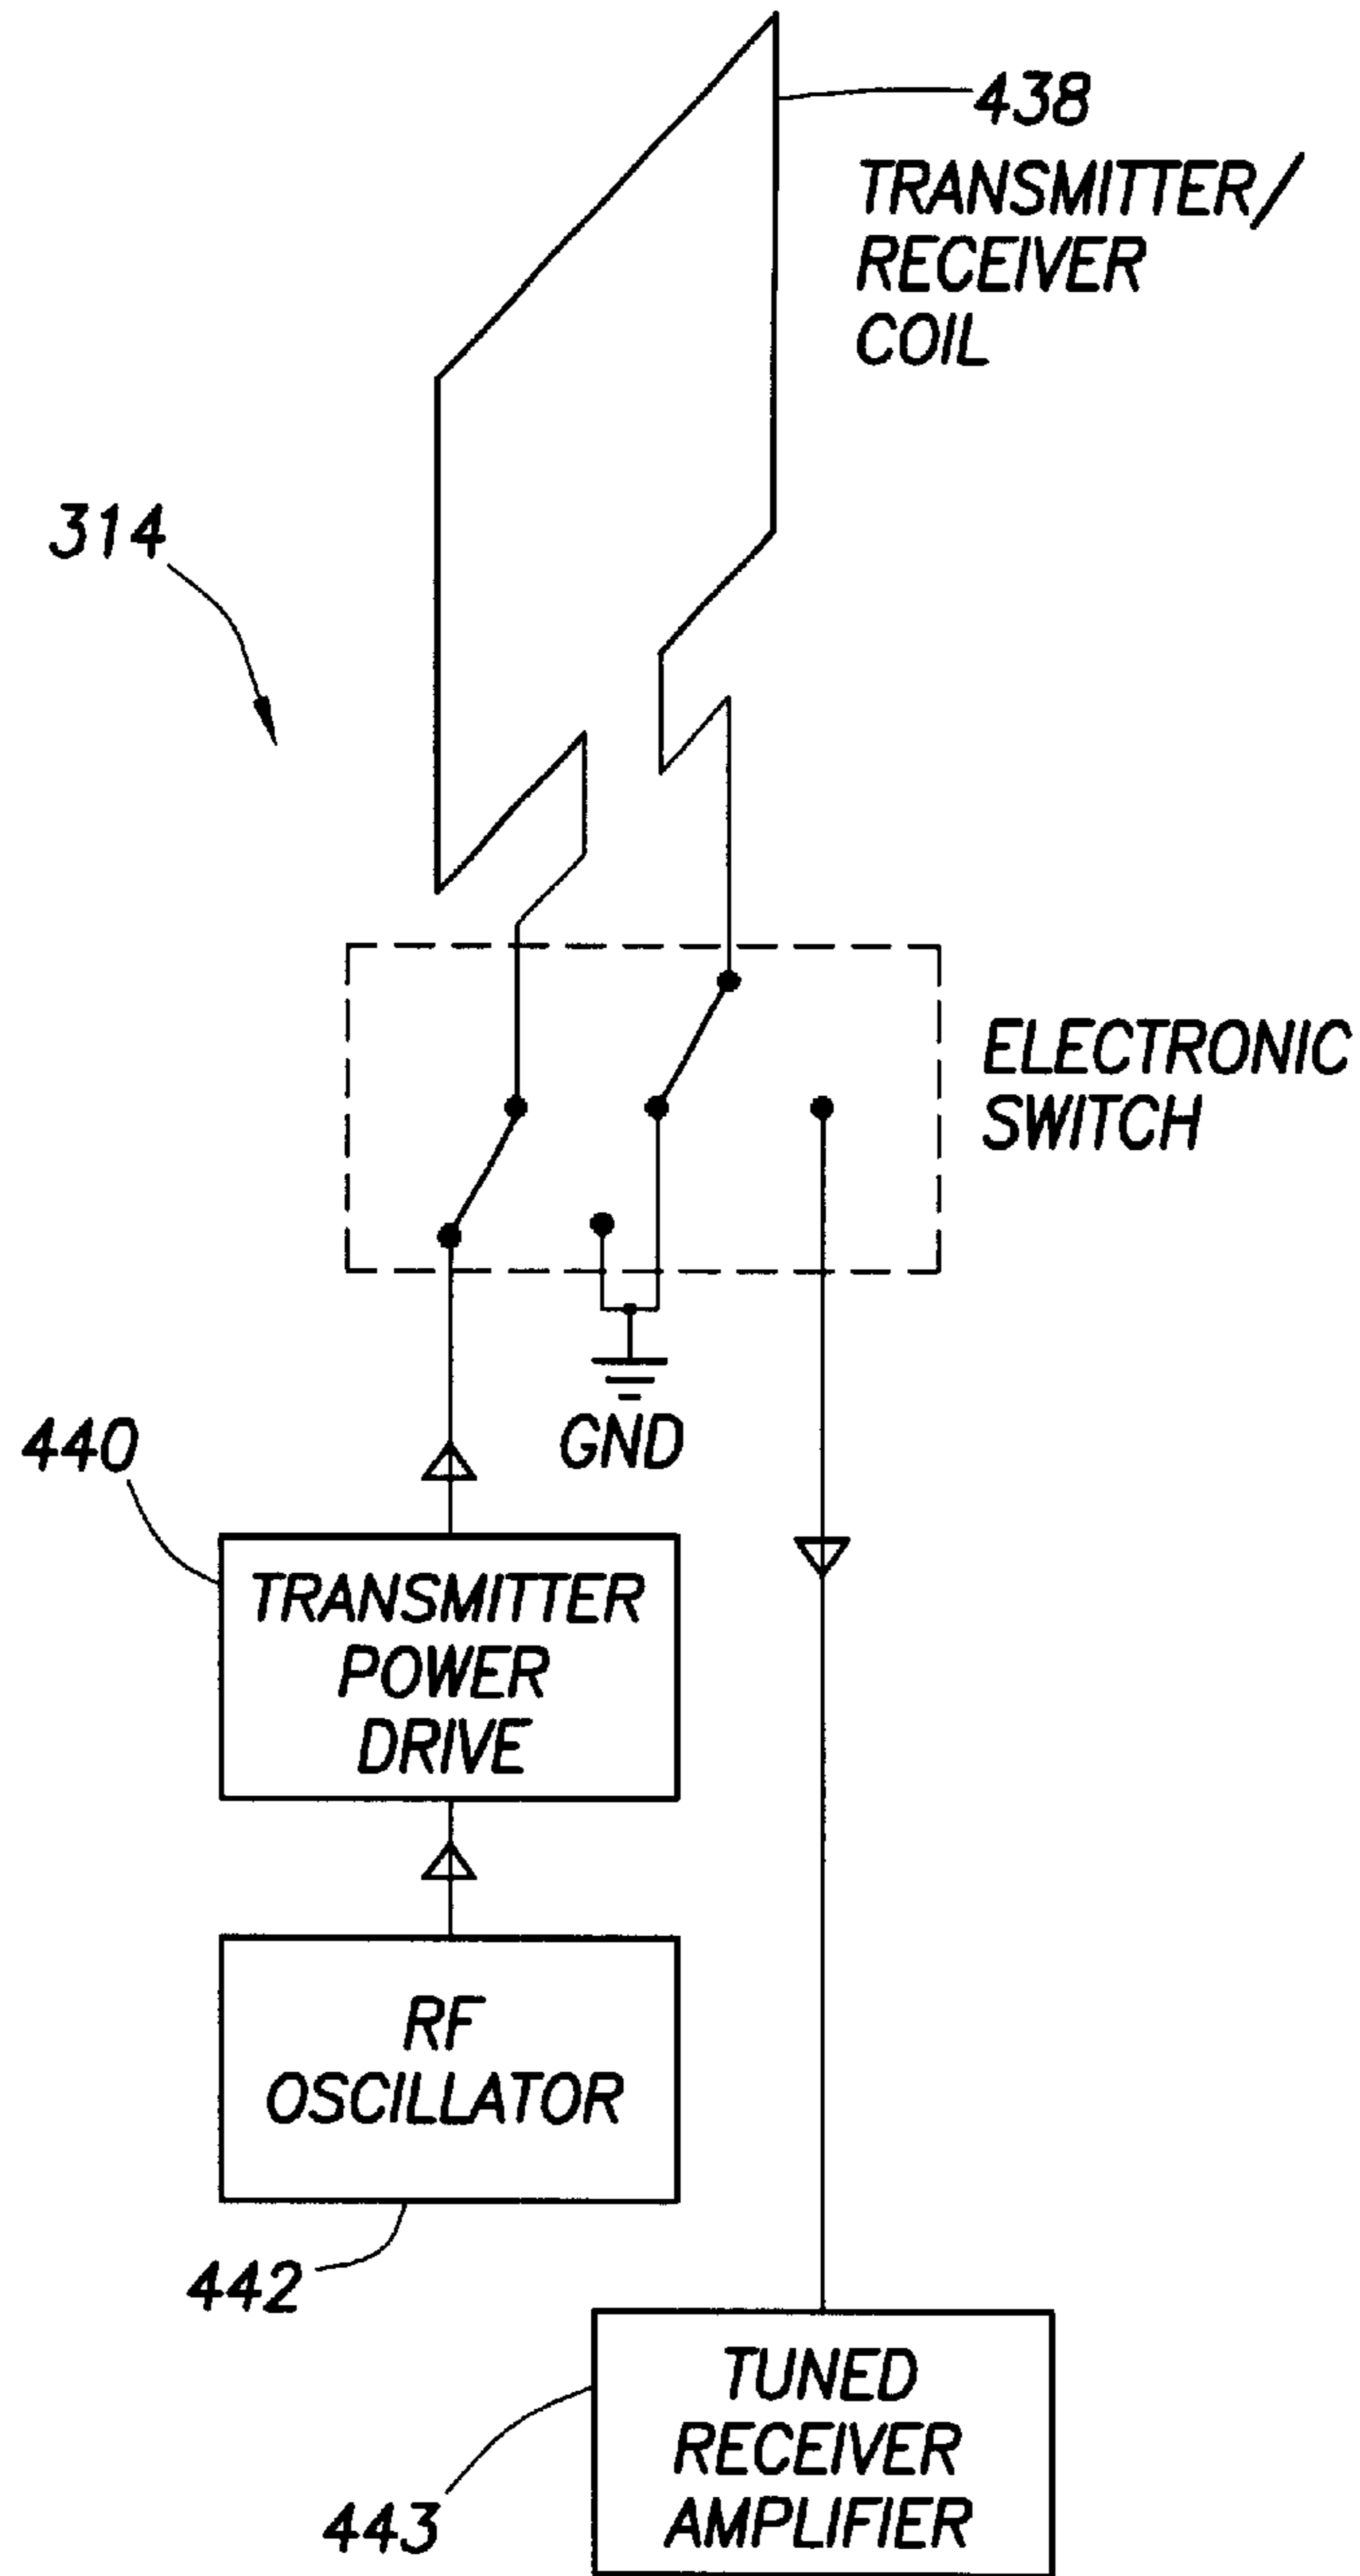 438
TRANSMITTER/
RECEIVER
COIL
314
ELECTRONIC
SWITCH
GND
440
TRANSMITTER
POWER
DRIVE
RF
OSCILLATOR
442
TUNED
RECEIVER
AMPLIFIER
443